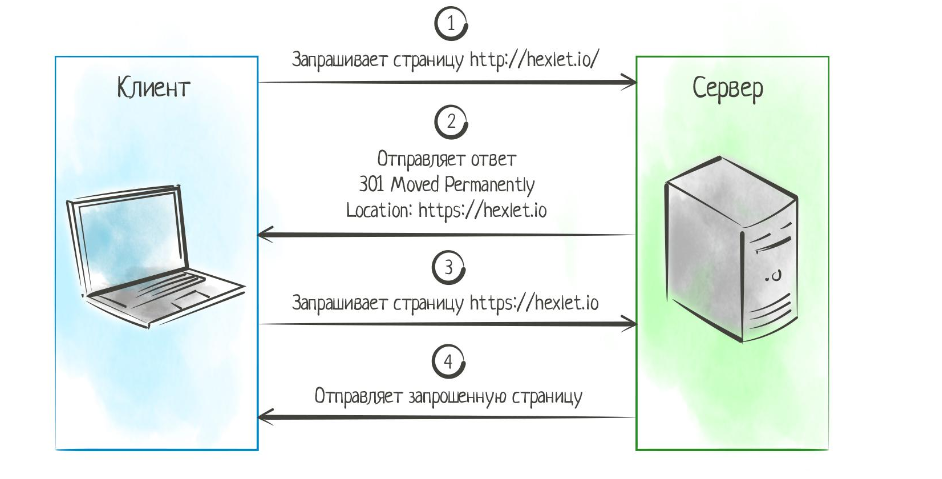 1
Запрашивает страницу http://hexlet.io/
Клиент
Сервер
2
Отправляет ответ
301 Moved Permanently
Location: https://hexlet.io
3
Запрашивает страницу https://hexlet.io
4
Отправляет запрошенную страницу